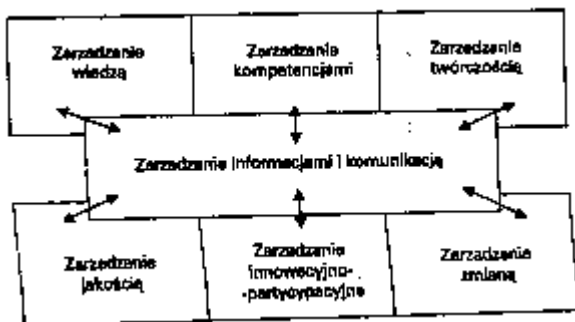 Zarządzanie
wiedzą
Zarządzanie
kompetencjami
Zarządzanie
twórczością
Zarządzanie informacjami i komunikacją
Zarządzanie
jakością
Zarządzanie
innowacyjno-
-partycypacyjne
Zarządzanie
zmianą